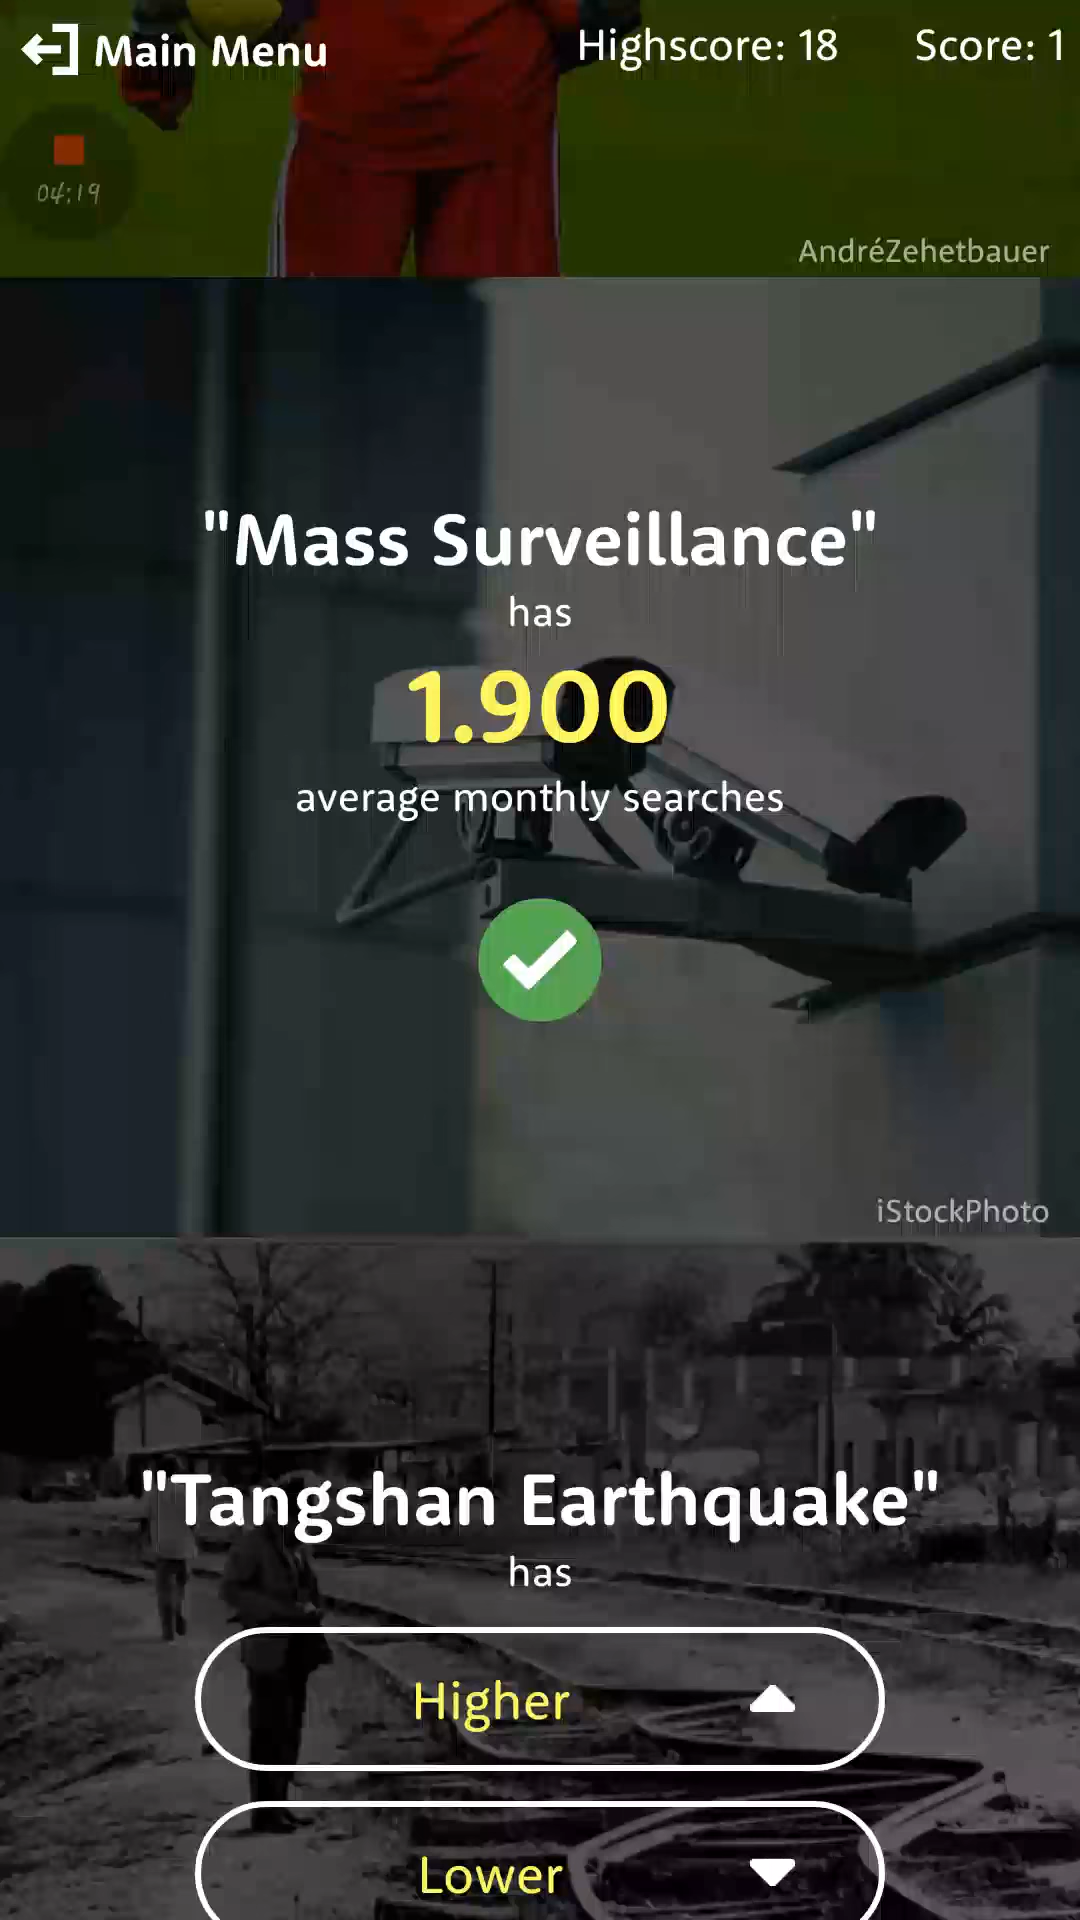 Main Menu
Highscore: 18
Score: 1
04:19
AndréZehetbauer
"Mass Surveillance"
has
1.900
average monthly searches
iStockPhoto
"Tangshan Earthquake"
has
Higher
Lower